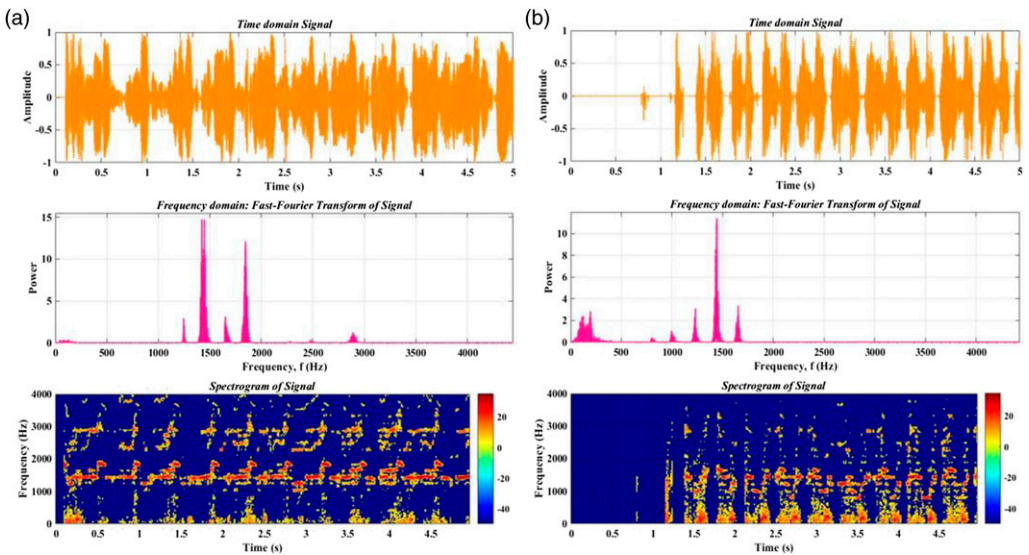 (a)
Time domain Signal
1
0.5
0
-0.5
-1
Amplitude
0 0.5 1 1.5 2 2.5 3 3.5 4 4.5 5
Time (s)
Frequency domain: Fast-Fourier Transform of Signal
15
10
5
0
Power
0 500 1000 1500 2000 2500 3000 3500 4000
Frequency, f (Hz)
Spectrogram of Signal
4000
3000
2000
1000
0
Frequency (Hz)
0 0.5 1 1.5 2 2.5 3 3.5 4 4.5
Time (s)
20
0
-20
-40
(b)
Time domain Signal
1
0.5
0
-0.5
-1
Amplitude
0 0.5 1 1.5 2 2.5 3 3.5 4 4.5 5
Time (s)
Frequency domain: Fast-Fourier Transform of Signal
10
8
6
4
2
0
Power
0 500 1000 1500 2000 2500 3000 3500 4000
Frequency, f (Hz)
Spectrogram of Signal
4000
3000
2000
1000
0
Frequency (Hz)
0 0.5 1 1.5 2 2.5 3 3.5 4 4.5
Time (s)
20
0
-20
-40